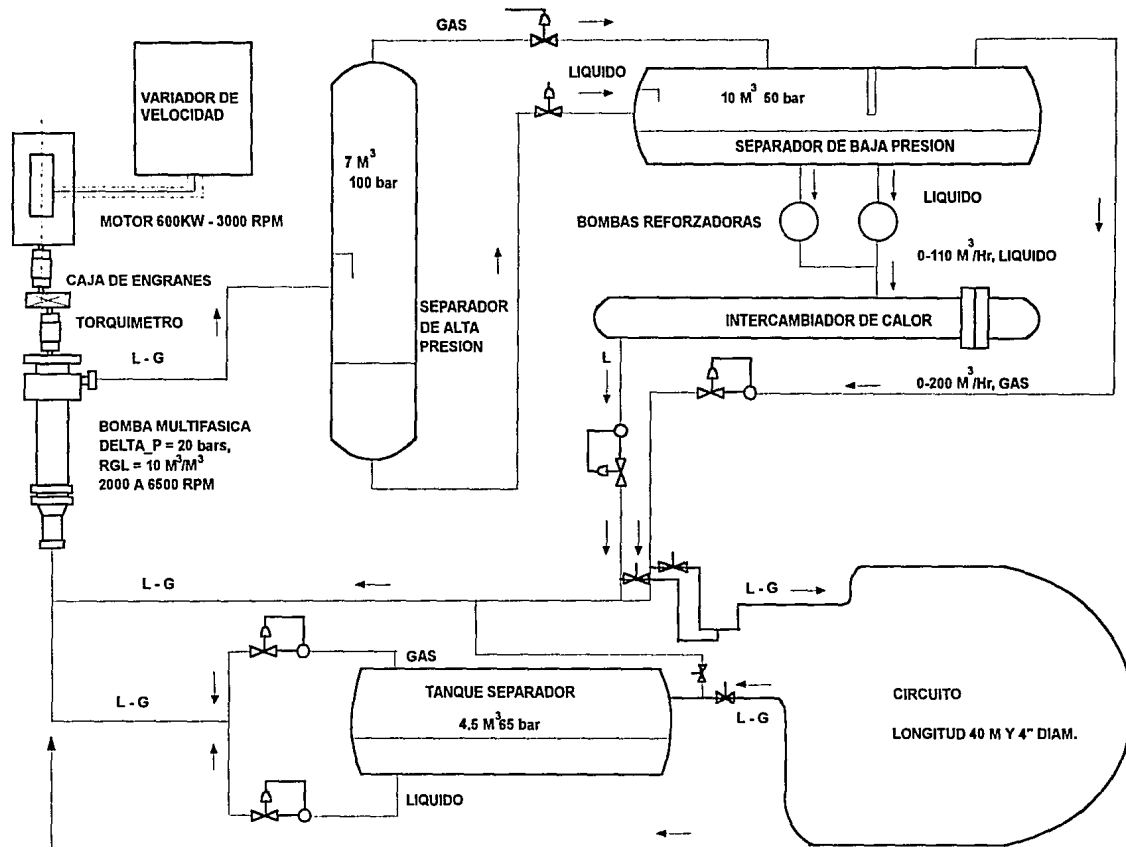 GAS
VARIADOR DE
VELOCIDAD
LIQUIDO
10 M³ 50 bar
SEPARADOR DE BAJA PRESION
7 M³
100 bar
MOTOR 600KW - 3000 RPM
BOMBAS REFORZADORAS
LIQUIDO
0-110 M³/Hr, LIQUIDO
CAJA DE ENGRANES
TORQUIMETRO
SEPARADOR
DE ALTA
PRESION
INTERCAMBIADOR DE CALOR
L - G
L
0-200 M³/Hr, GAS
BOMBA MULTIFASICA
DELTA_P = 20 bars,
RGL = 10 M³/M³
2000 A 6500 RPM
L - G
L - G
GAS
TANQUE SEPARADOR
4.5 M³65 bar
L - G
L - G
CIRCUITO
LONGITUD 40 M Y 4" DIAM.
LIQUIDO